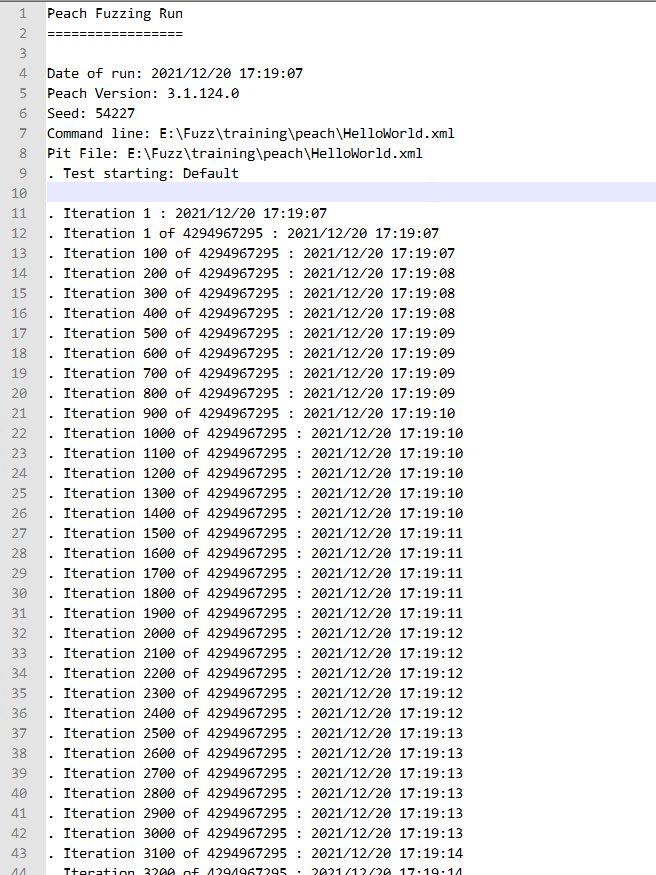 1 Peach Fuzzing Run
2 =================
3
4 Date of run: 2021/12/20 17:19:07
5 Peach Version: 3.1.124.0
6 Seed: 54227
7 Command line: E:\Fuzz\training\peach\HelloWorld.xml
8 Pit File: E:\Fuzz\training\peach\HelloWorld.xml
9 . Test starting: Default
10
11 . Iteration 1 : 2021/12/20 17:19:07
12 . Iteration 1 of 4294967295 : 2021/12/20 17:19:07
13 . Iteration 100 of 4294967295 : 2021/12/20 17:19:07
14 . Iteration 200 of 4294967295 : 2021/12/20 17:19:08
15 . Iteration 300 of 4294967295 : 2021/12/20 17:19:08
16 . Iteration 400 of 4294967295 : 2021/12/20 17:19:08
17 . Iteration 500 of 4294967295 : 2021/12/20 17:19:09
18 . Iteration 600 of 4294967295 : 2021/12/20 17:19:09
19 . Iteration 700 of 4294967295 : 2021/12/20 17:19:09
20 . Iteration 800 of 4294967295 : 2021/12/20 17:19:09
21 . Iteration 900 of 4294967295 : 2021/12/20 17:19:10
22 . Iteration 1000 of 4294967295 : 2021/12/20 17:19:10
23 . Iteration 1100 of 4294967295 : 2021/12/20 17:19:10
24 . Iteration 1200 of 4294967295 : 2021/12/20 17:19:10
25 . Iteration 1300 of 4294967295 : 2021/12/20 17:19:10
26 . Iteration 1400 of 4294967295 : 2021/12/20 17:19:10
27 . Iteration 1500 of 4294967295 : 2021/12/20 17:19:11
28 . Iteration 1600 of 4294967295 : 2021/12/20 17:19:11
29 . Iteration 1700 of 4294967295 : 2021/12/20 17:19:11
30 . Iteration 1800 of 4294967295 : 2021/12/20 17:19:11
31 . Iteration 1900 of 4294967295 : 2021/12/20 17:19:11
32 . Iteration 2000 of 4294967295 : 2021/12/20 17:19:12
33 . Iteration 2100 of 4294967295 : 2021/12/20 17:19:12
34 . Iteration 2200 of 4294967295 : 2021/12/20 17:19:12
35 . Iteration 2300 of 4294967295 : 2021/12/20 17:19:12
36 . Iteration 2400 of 4294967295 : 2021/12/20 17:19:12
37 . Iteration 2500 of 4294967295 : 2021/12/20 17:19:13
38 . Iteration 2600 of 4294967295 : 2021/12/20 17:19:13
39 . Iteration 2700 of 4294967295 : 2021/12/20 17:19:13
40 . Iteration 2800 of 4294967295 : 2021/12/20 17:19:13
41 . Iteration 2900 of 4294967295 : 2021/12/20 17:19:13
42 . Iteration 3000 of 4294967295 : 2021/12/20 17:19:13
43 . Iteration 3100 of 4294967295 : 2021/12/20 17:19:14
44 . Iteration 3200 of 4294967295 : 2021/12/20 17:19:14